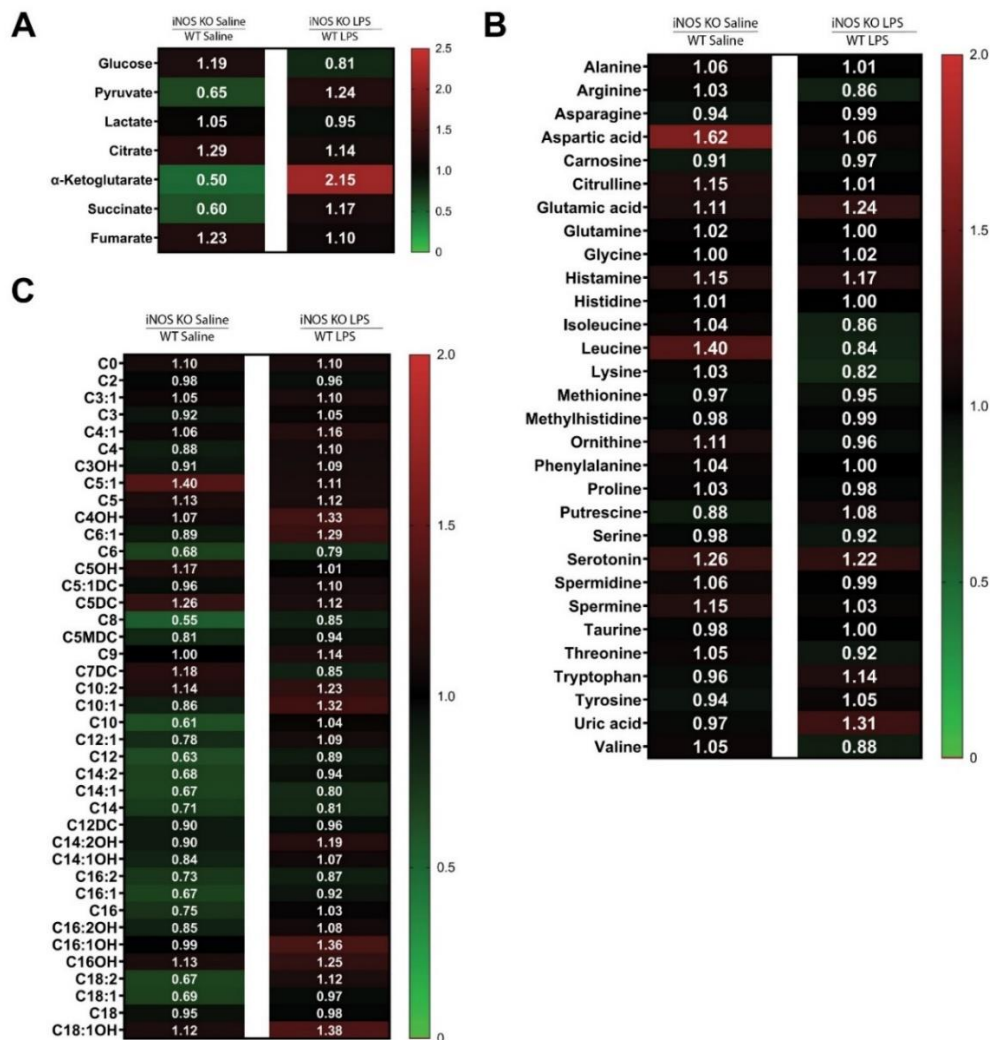 A
iNOS KO Saline
WT Saline
iNOS KO LPS
WT LPS
Glucose 1.19 0.81
Pyruvate 0.65 1.24
Lactate 1.05 0.95
Citrate 1.29 1.14
α-Ketoglutarate 0.50 2.15
Succinate 0.60 1.17
Fumarate 1.23 1.10
2.5
2.0
1.5
1.0
0.5
0
B
iNOS KO Saline
WT Saline
iNOS KO LPS
WT LPS
Alanine 1.06 1.01
Arginine 1.03 0.86
Asparagine 0.94 0.99
Aspartic acid 1.62 1.06
Carnosine 0.91 0.97
Citrulline 1.15 1.01
Glutamic acid 1.11 1.24
Glutamine 1.02 1.00
Glycine 1.00 1.02
Histamine 1.15 1.17
Histidine 1.01 1.00
Isoleucine 1.04 0.86
Leucine 1.40 0.84
Lysine 1.03 0.82
Methionine 0.97 0.95
Methylhistidine 0.98 0.99
Ornithine 1.11 0.96
Phenylalanine 1.04 1.00
Proline 1.03 0.98
Putrescine 0.88 1.08
Serine 0.98 0.92
Serotonin 1.26 1.22
Spermidine 1.06 0.99
Spermine 1.15 1.03
Taurine 0.98 1.00
Threonine 1.05 0.92
Tryptophan 0.96 1.14
Tyrosine 0.94 1.05
Uric acid 0.97 1.31
Valine 1.05 0.88
2.0
1.5
1.0
0.5
0
C
iNOS KO Saline
WT Saline
iNOS KO LPS
WT LPS
C0 1.10 1.10
C2 0.98 0.96
C3:1 1.05 1.10
C3 0.92 1.05
C4:1 1.06 1.16
C4 0.88 1.10
C3OH 0.91 1.09
C5:1 1.40 1.11
C5 1.13 1.12
C4OH 1.07 1.33
C6:1 0.89 1.29
C6 0.68 0.79
C5OH 1.17 1.01
C5:1DC 0.96 1.10
C5DC 1.26 1.12
C8 0.55 0.85
C5MDC 0.81 0.94
C9 1.00 1.14
C7DC 1.18 0.85
C10:2 1.14 1.23
C10:1 0.86 1.32
C10 0.61 1.04
C12:1 0.78 1.09
C12 0.63 0.89
C14:2 0.68 0.94
C14:1 0.67 0.80
C14 0.71 0.81
C12DC 0.90 0.96
C14:2OH 0.90 1.19
C14:1OH 0.84 1.07
C16:2 0.73 0.87
C16:1 0.67 0.92
C16 0.75 1.03
C16:2OH 0.85 1.08
C16:1OH 0.99 1.36
C16OH 1.13 1.25
C18:2 0.67 1.12
C18:1 0.69 0.97
C18 0.95 0.98
C18:1OH 1.12 1.38
2.0
1.5
1.0
0.5
0